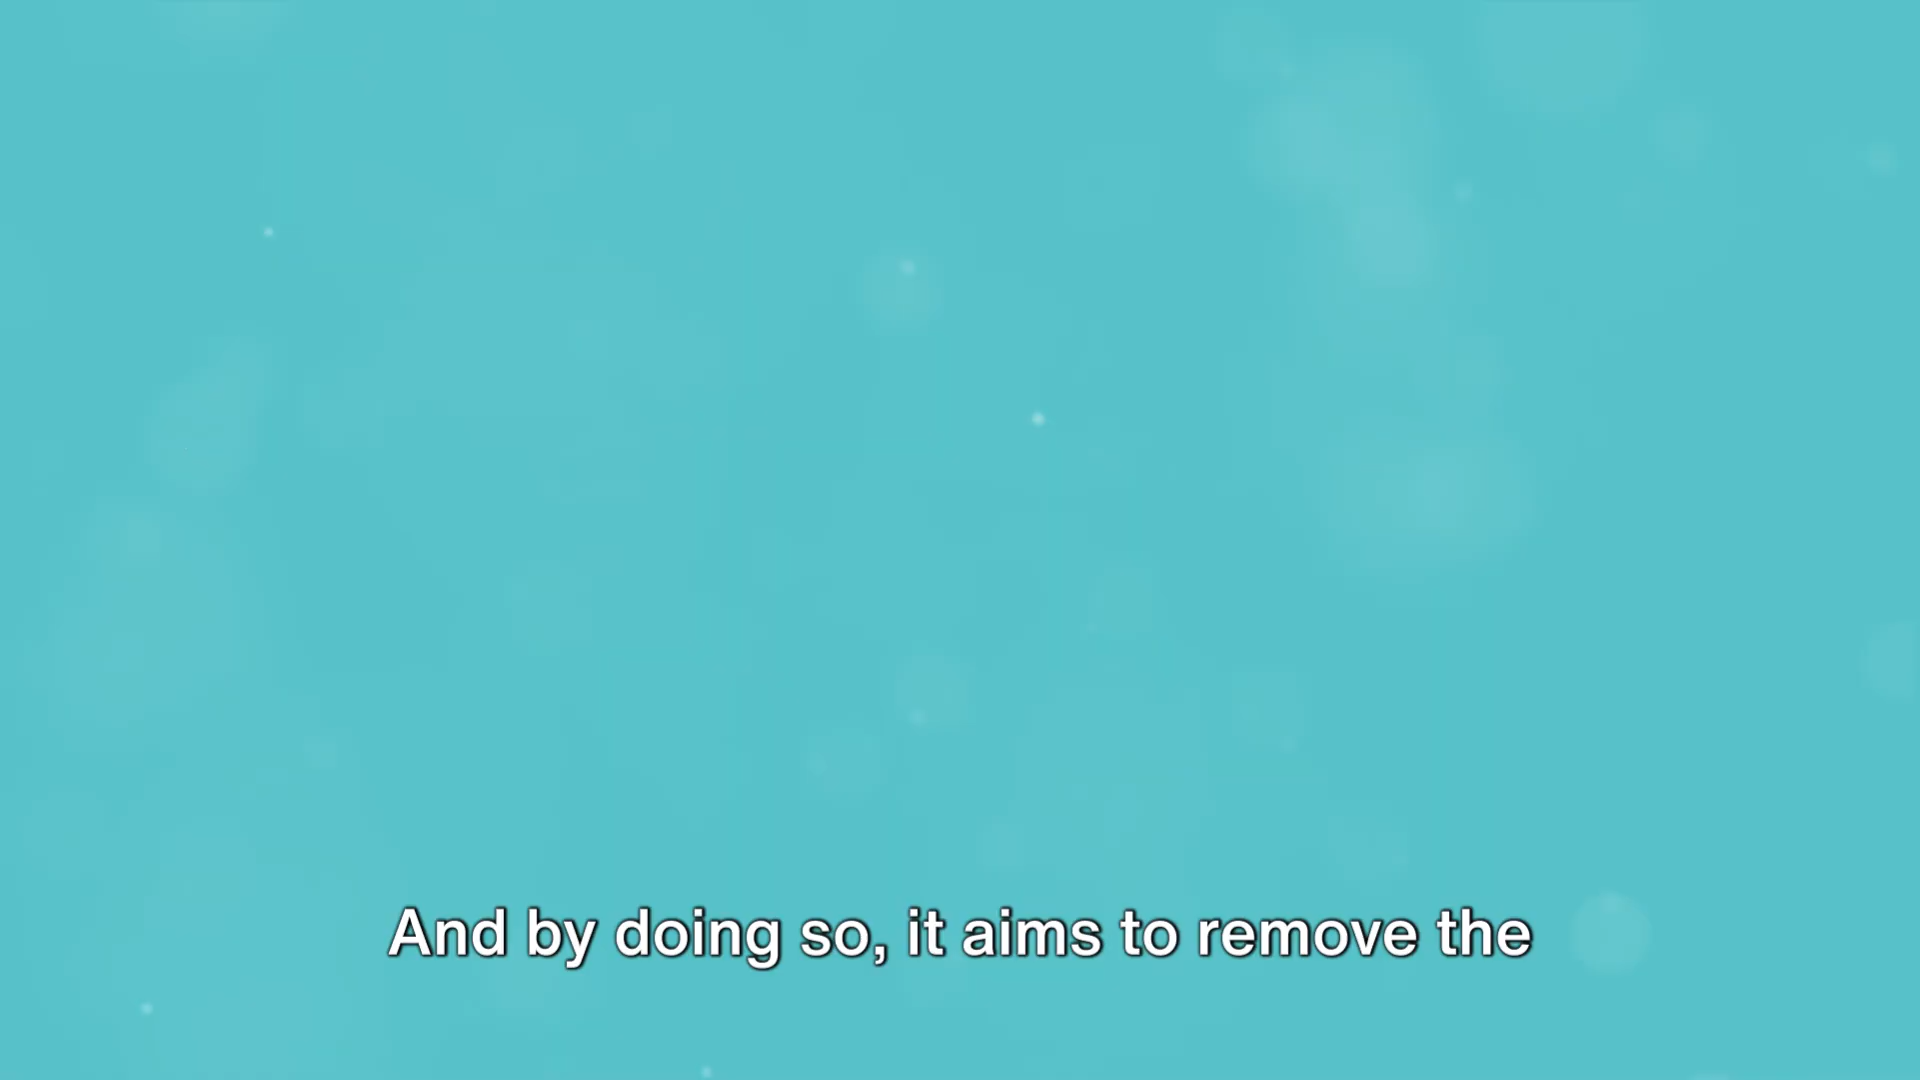 And by doing so, it aims to remove the